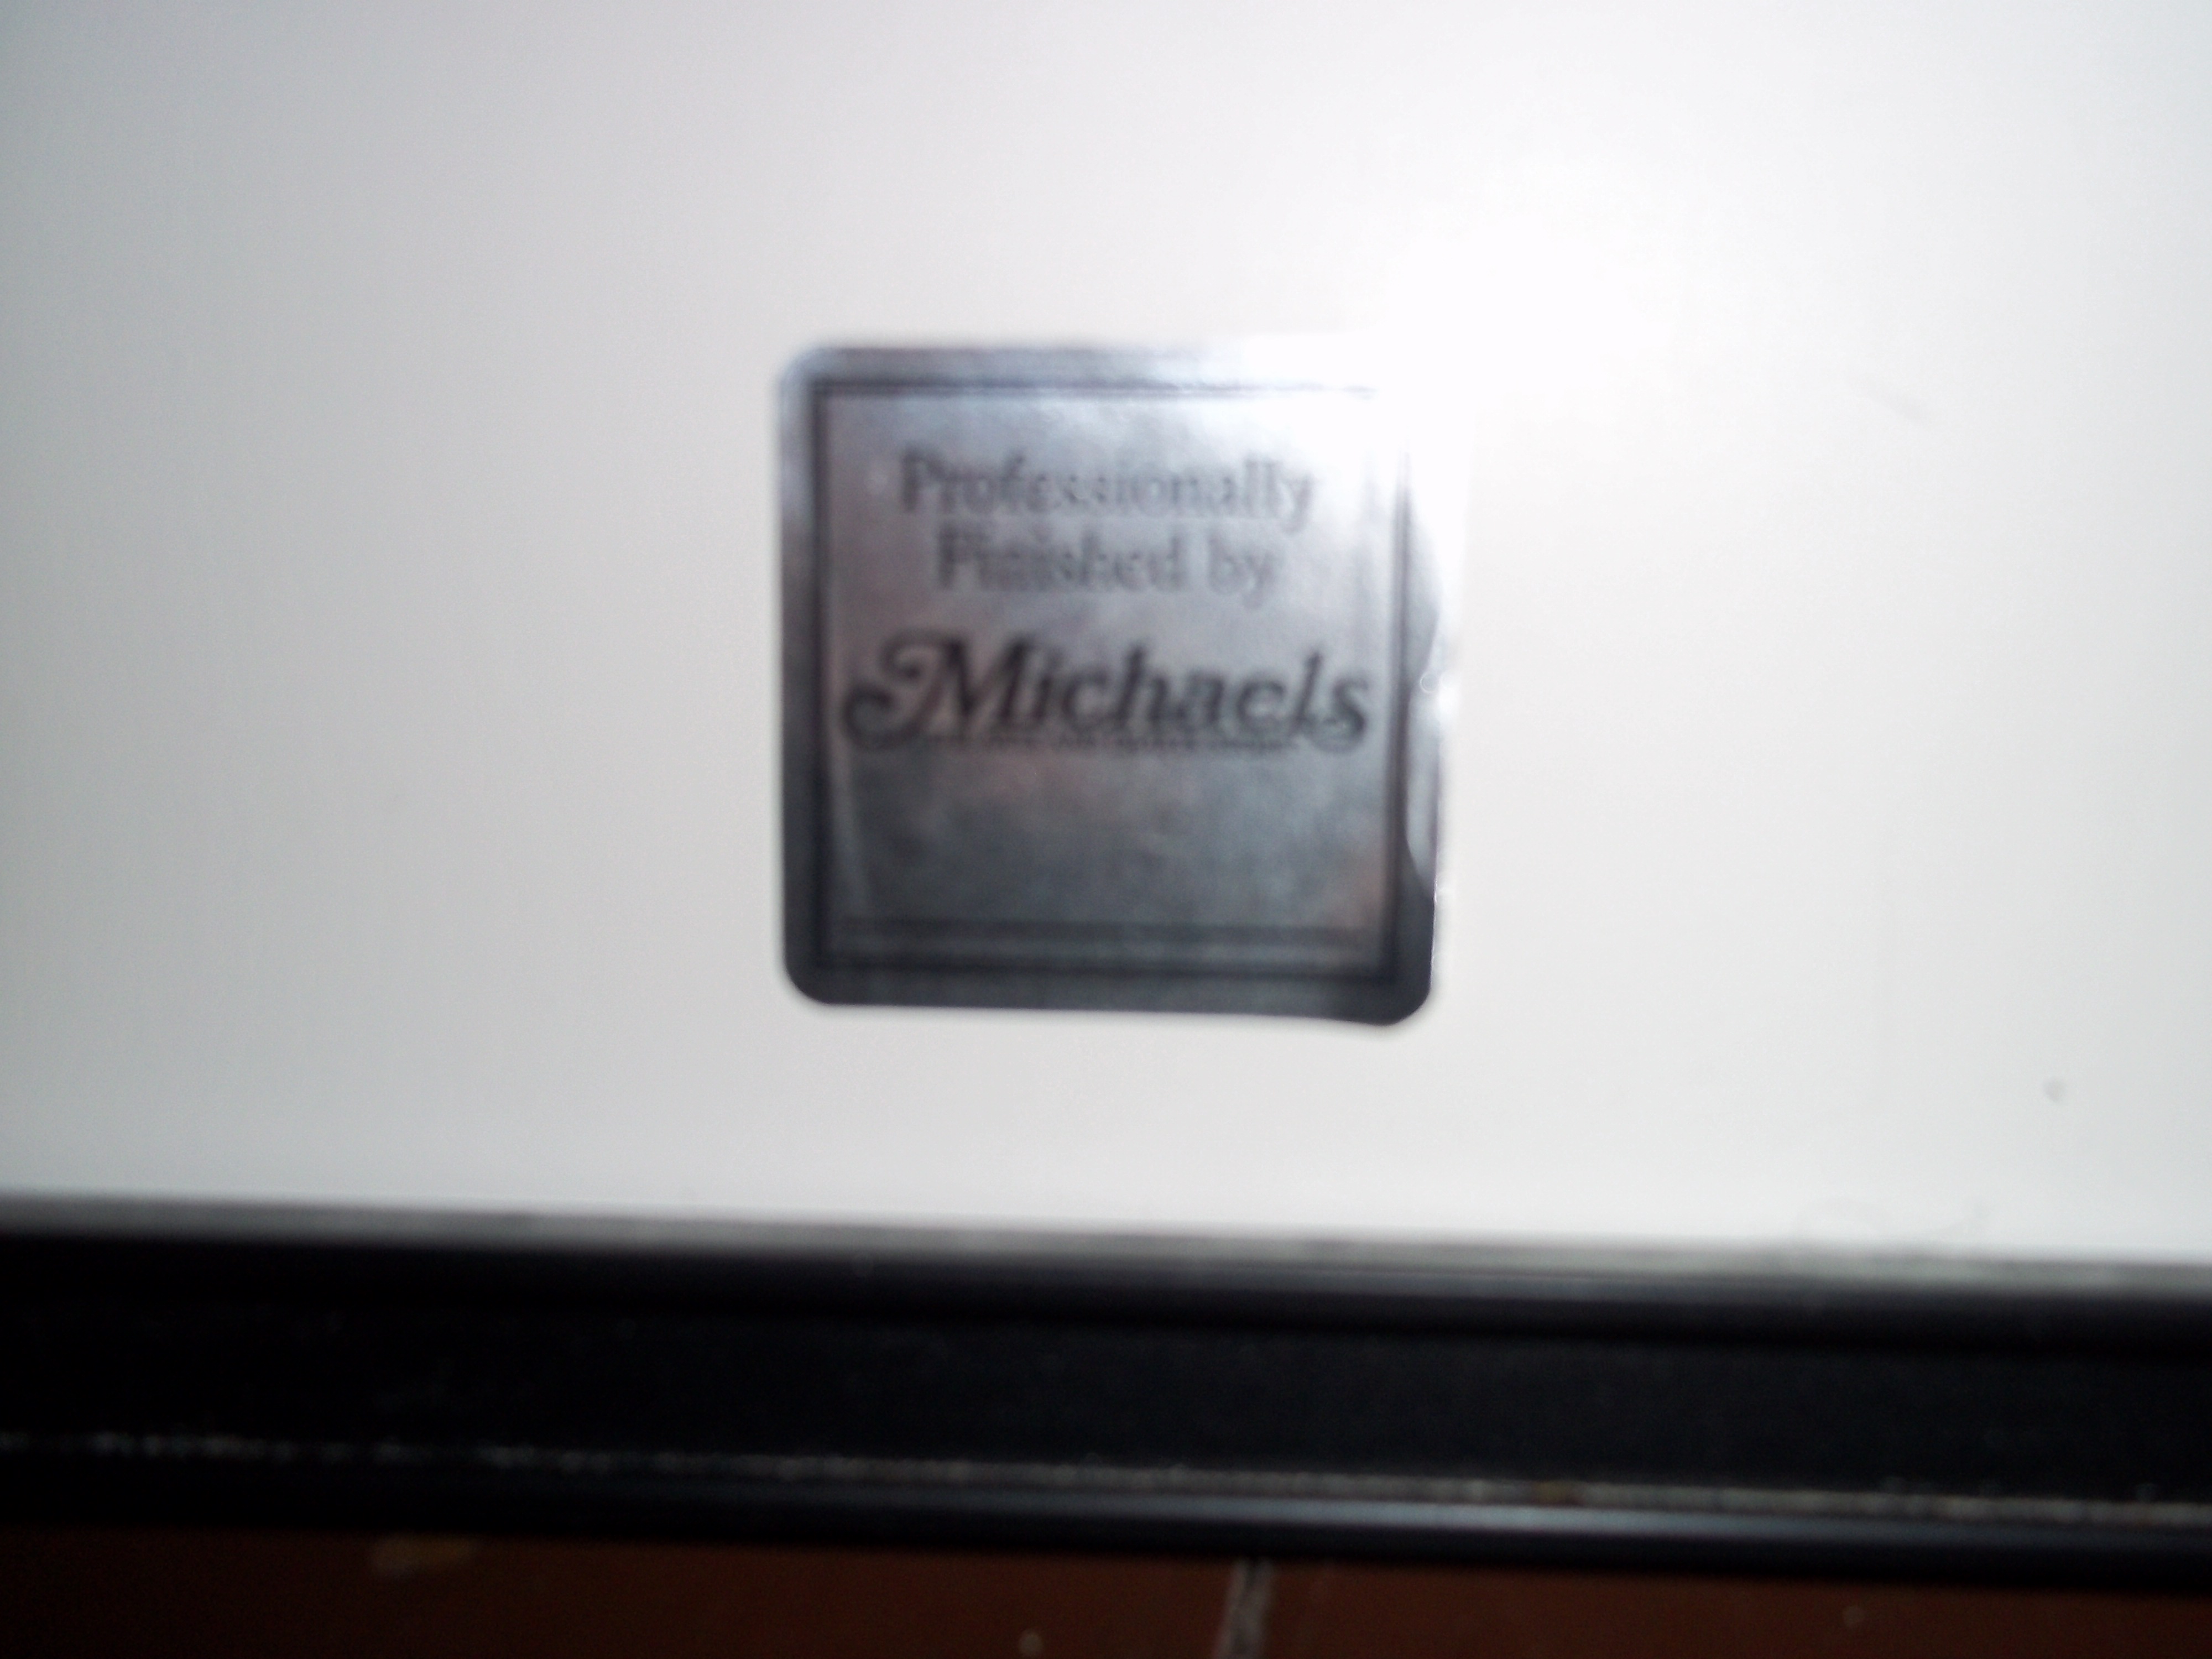 Professionally
Finished by
Michaels